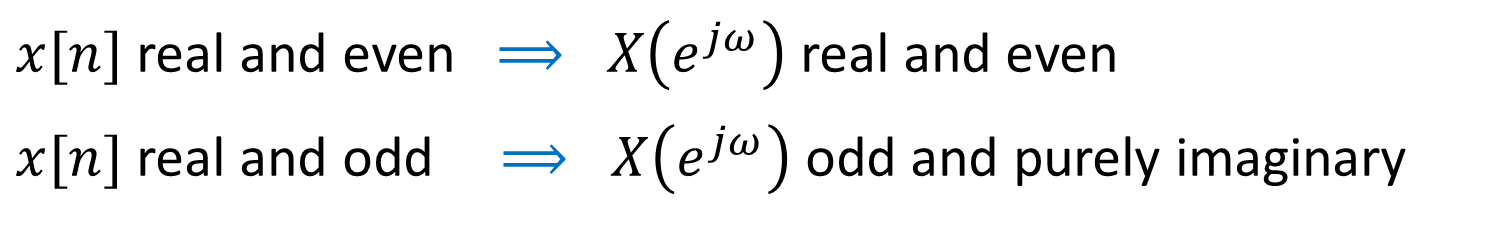 x[n] real and even ⟹ X(e^{jω}) real and even
x[n] real and odd ⟹ X(e^{jω}) odd and purely imaginary